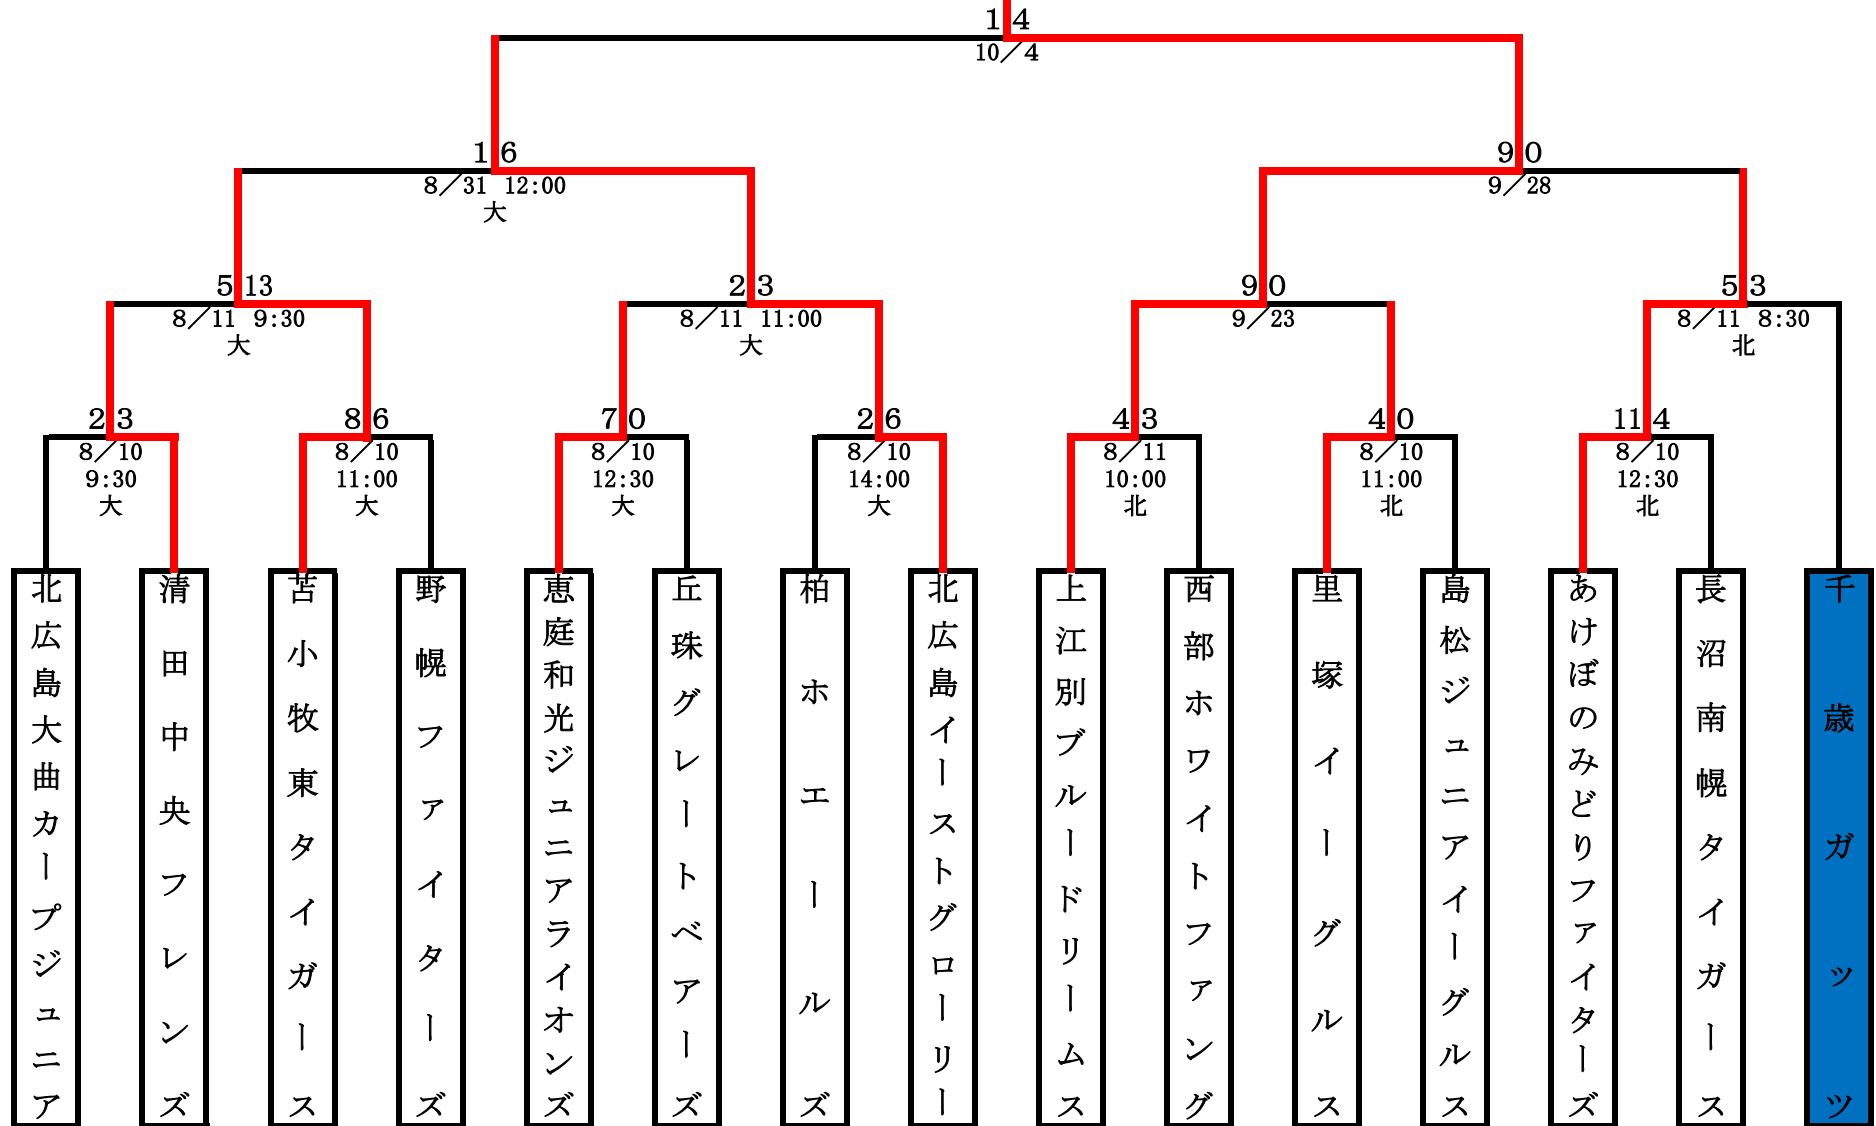 1 4
10／4
1 6
8／31 12:00
大
9 0
9／28
5 13
8／11 9:30
大
2 3
8／11 11:00
大
9 0
9／23
5 3
8／11 8:30
北
2 3
8／10
9:30
大
8 6
8／10
11:00
大
7 0
8／10
12:30
大
2 6
8／10
14:00
大
4 3
8／11
10:00
北
4 0
8／10
11:00
北
11 4
8／10
12:30
北
北広島大曲カープジュニア
清田中央フレンズ
苫小牧東タイガース
野幌ファイターズ
恵庭和光ジュニアライオンズ
丘珠グレートベアーズ
柏ホエールズ
北広島イーストグローリー
上江別ブルードリームス
西部ホワイトファング
里塚イーグルス
島松ジュニアイーグルス
あけぼのみどりファイターズ
長沼南幌タイガース
千歳ガッツ